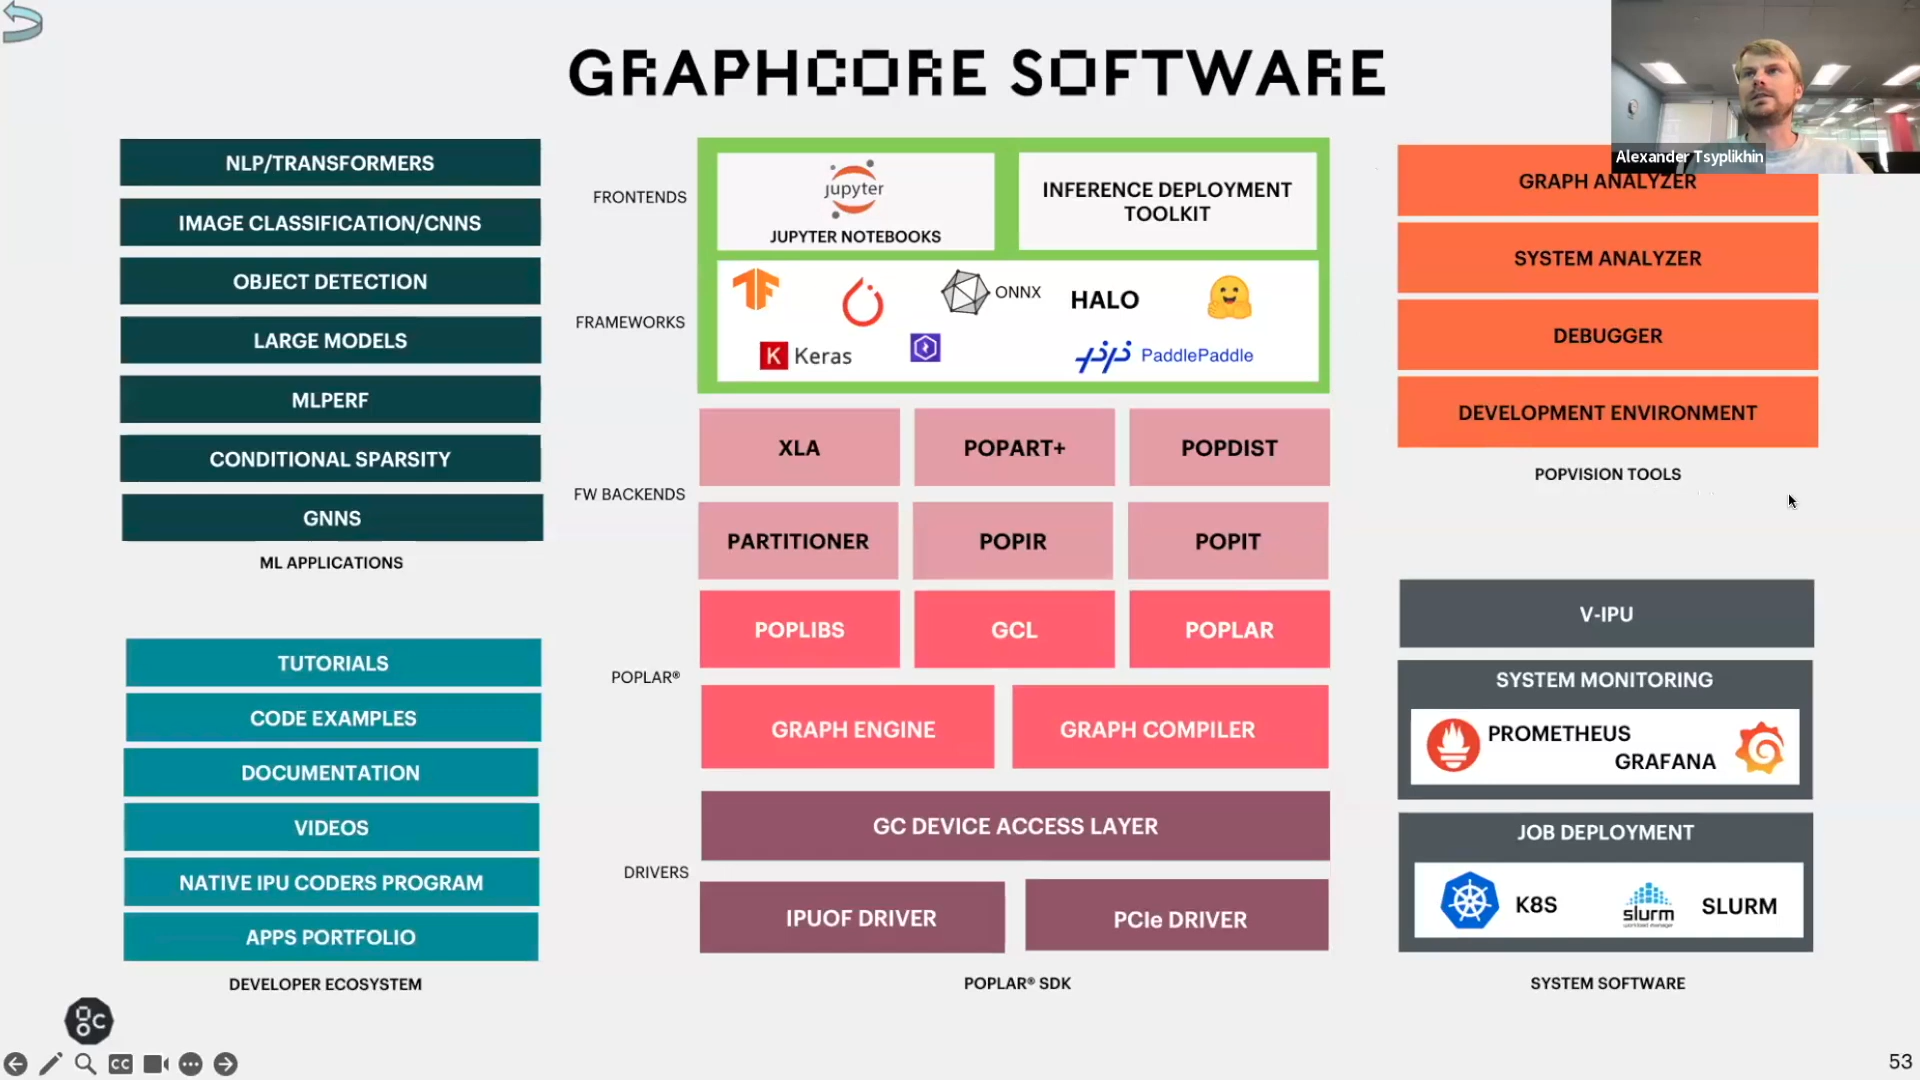 GRAPHCORE SOFTWARE
Alexander Tsyplikhin
NLP/TRANSFORMERS
IMAGE CLASSIFICATION/CNNS
OBJECT DETECTION
LARGE MODELS
MLPERF
CONDITIONAL SPARSITY
GNNS
ML APPLICATIONS
TUTORIALS
CODE EXAMPLES
DOCUMENTATION
VIDEOS
NATIVE IPU CODERS PROGRAM
APPS PORTFOLIO
DEVELOPER ECOSYSTEM
FRONTENDS
jupyter
JUPYTER NOTEBOOKS
INFERENCE DEPLOYMENT
TOOLKIT
FRAMEWORKS
ONNX
HALO
K Keras
PaddlePaddle
FW BACKENDS
XLA
POPART+
POPDIST
PARTITIONER
POPIR
POPIT
POPLAR®
POPLIBS
GCL
POPLAR
GRAPH ENGINE
GRAPH COMPILER
DRIVERS
GC DEVICE ACCESS LAYER
IPUOF DRIVER
PCIe DRIVER
POPLAR® SDK
GRAPH ANALYZER
SYSTEM ANALYZER
DEBUGGER
DEVELOPMENT ENVIRONMENT
POPVISION TOOLS
V-IPU
SYSTEM MONITORING
PROMETHEUS
GRAFANA
JOB DEPLOYMENT
K8S
slurm
workload manager
SLURM
SYSTEM SOFTWARE
gc
CC
53